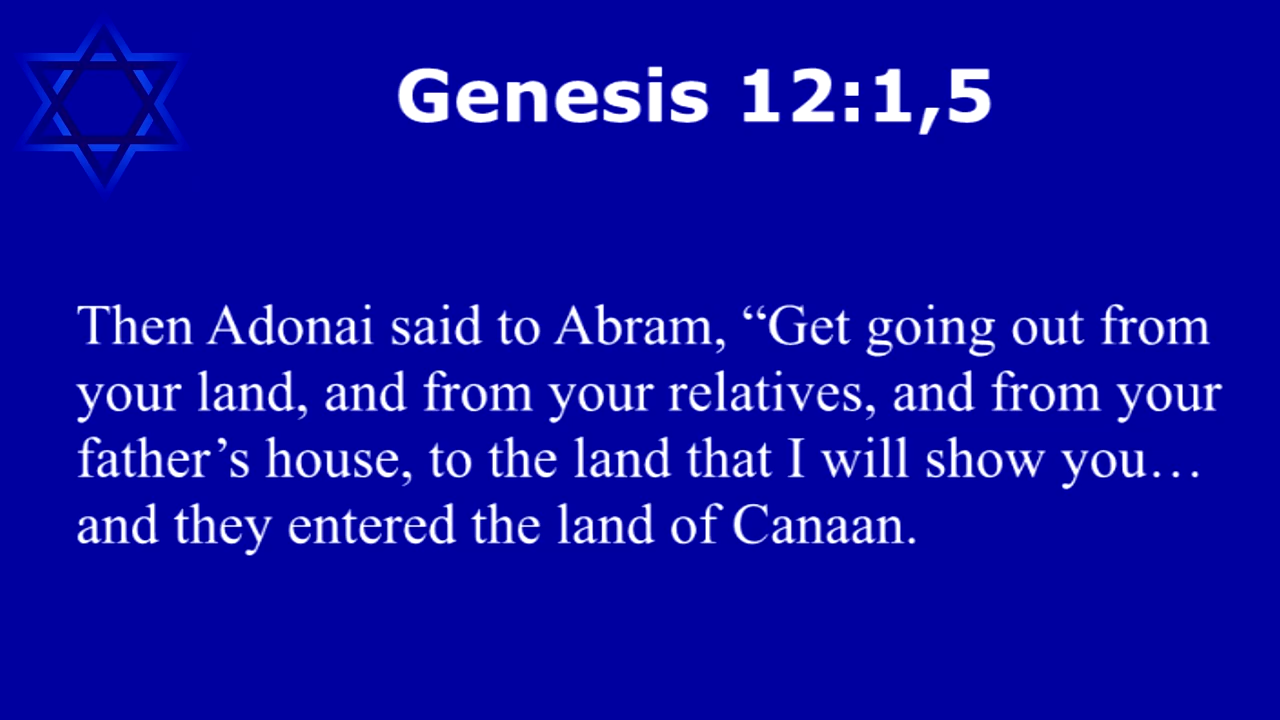 Genesis 12:1,5
Then Adonai said to Abram, “Get going out from
your land, and from your relatives, and from your
father’s house, to the land that I will show you…
and they entered the land of Canaan.